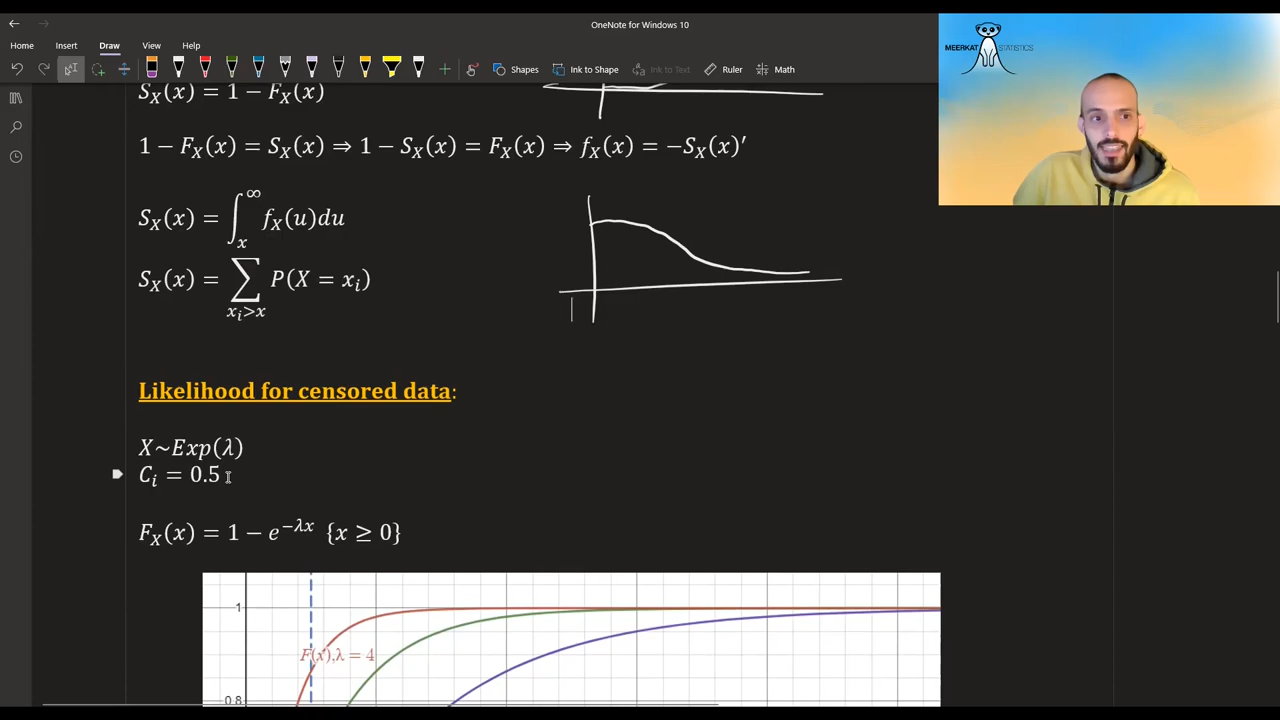 OneNote for Windows 10
Home Insert Draw View Help
Shapes Ink to Shape Ink to Text Ruler Math
MEERKAT STATISTICS
S_X(x) = 1 − F_X(x)
1 − F_X(x) = S_X(x) ⇒ 1 − S_X(x) = F_X(x) ⇒ f_X(x) = −S_X(x)′
S_X(x) = ∫_x^∞ f_X(u)du
S_X(x) = ∑_{x_i>x} P(X = x_i)
Likelihood for censored data:
X~Exp(λ)
C_i = 0.5
F_X(x) = 1 − e^{−λx} {x ≥ 0}
1
F(x),λ = 4
0.8